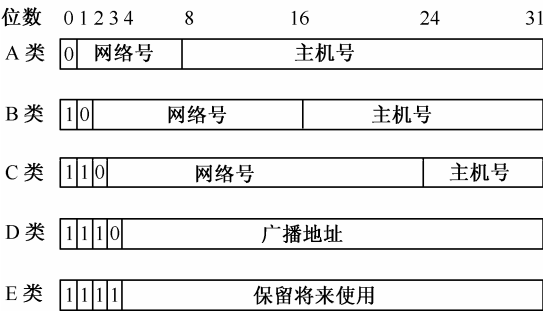 位数 0 1 2 3 4 8 16 24 31
A 类 0 网络号 主机号
B 类 1 0 网络号 主机号
C 类 1 1 0 网络号 主机号
D 类 1 1 1 0 广播地址
E 类 1 1 1 1 保留将来使用